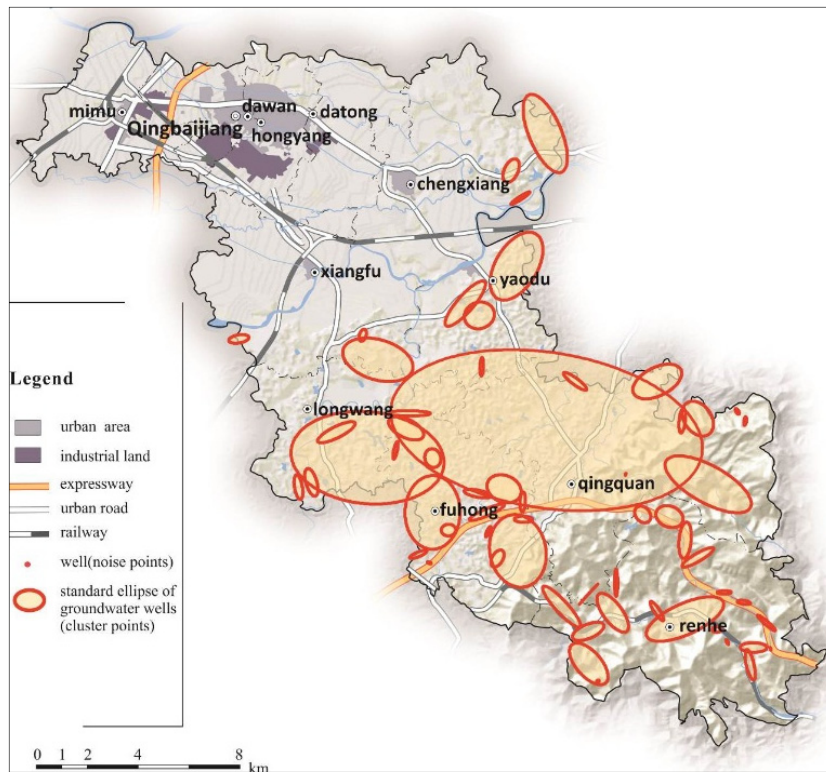 mimu
dawan
datong
Qingbaijiang
hongyang
chengxiang
xiangfu
yaodu
longwang
qingquan
fuhong
renhe
Legend
urban area
industrial land
expressway
urban road
railway
well(noise points)
standard ellipse of
groundwater wells
(cluster points)
0 1 2 4 8
km